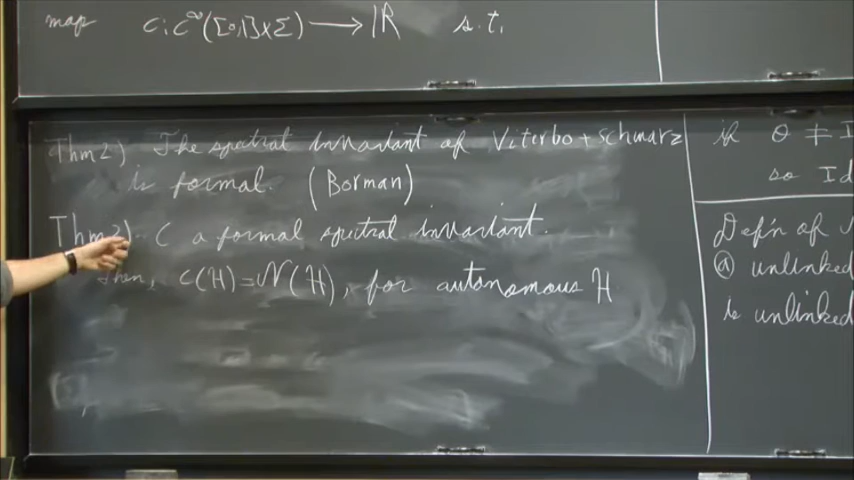 map C: C^∞([0,1]×Σ) ⟶ ℝ s.t.
Thm2) The spectral invariant of Viterbo + Schwarz
is formal. (Borman)
Thm2) C a formal spectral invariant.
Then, C(H) = 𝒩(H), for autonomous H
if θ ≠ I
so Id
Def'n of 𝒩
ⓐ unlinked
is unlinked